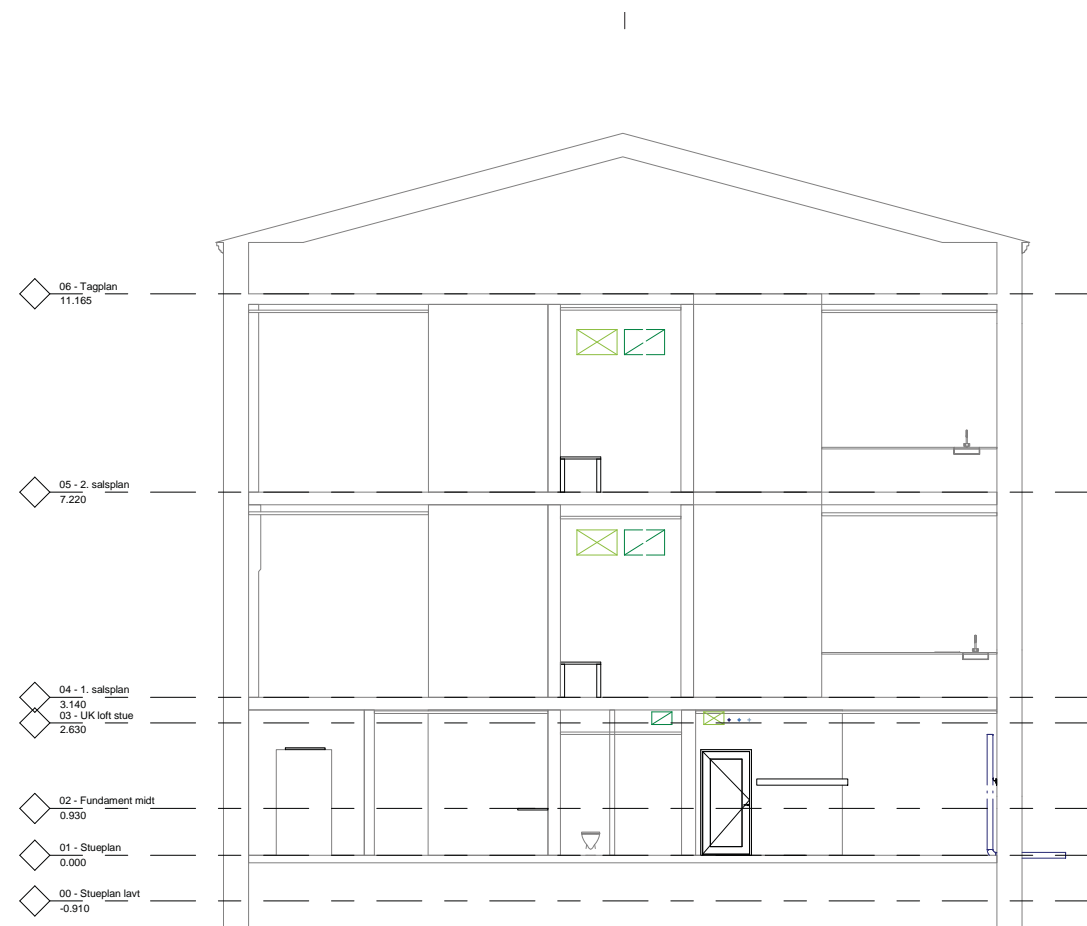 06 - Tagplan
11.165
05 - 2. salsplan
7.220
04 - 1. salsplan
3.140
03 - UK loft stue
2.630
02 - Fundament midt
0.930
01 - Stueplan
0.000
00 - Stueplan lavt
-0.910